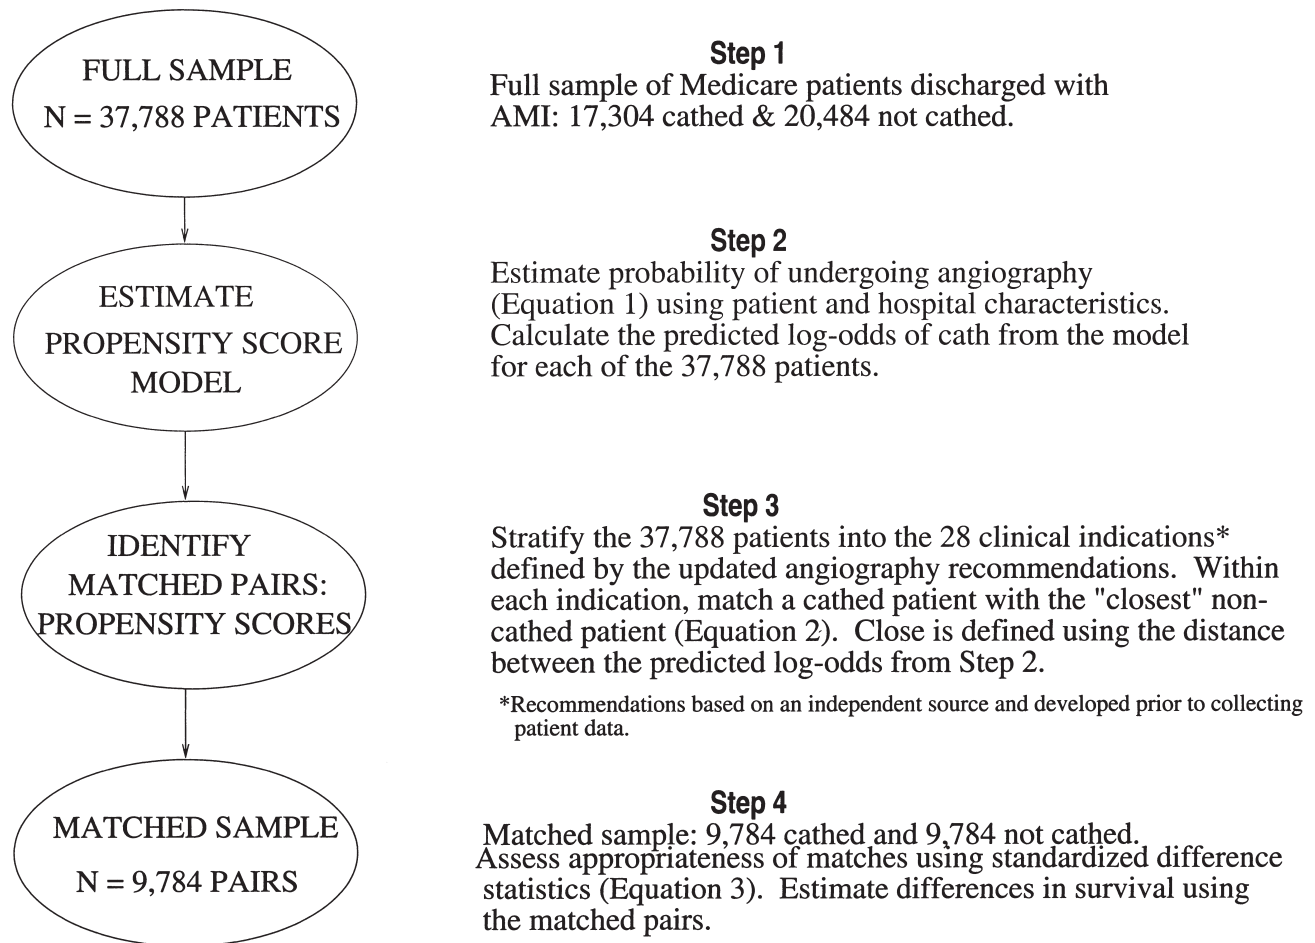 FULL SAMPLE
N = 37,788 PATIENTS
Step 1
Full sample of Medicare patients discharged with
AMI: 17,304 cathed & 20,484 not cathed.
ESTIMATE
PROPENSITY SCORE
MODEL
Step 2
Estimate probability of undergoing angiography
(Equation 1) using patient and hospital characteristics.
Calculate the predicted log-odds of cath from the model
for each of the 37,788 patients.
IDENTIFY
MATCHED PAIRS:
PROPENSITY SCORES
Step 3
Stratify the 37,788 patients into the 28 clinical indications*
defined by the updated angiography recommendations. Within
each indication, match a cathed patient with the "closest" non-
cathed patient (Equation 2). Close is defined using the distance
between the predicted log-odds from Step 2.
*Recommendations based on an independent source and developed prior to collecting
patient data.
MATCHED SAMPLE
N = 9,784 PAIRS
Step 4
Matched sample: 9,784 cathed and 9,784 not cathed.
Assess appropriateness of matches using standardized difference
statistics (Equation 3). Estimate differences in survival using
the matched pairs.